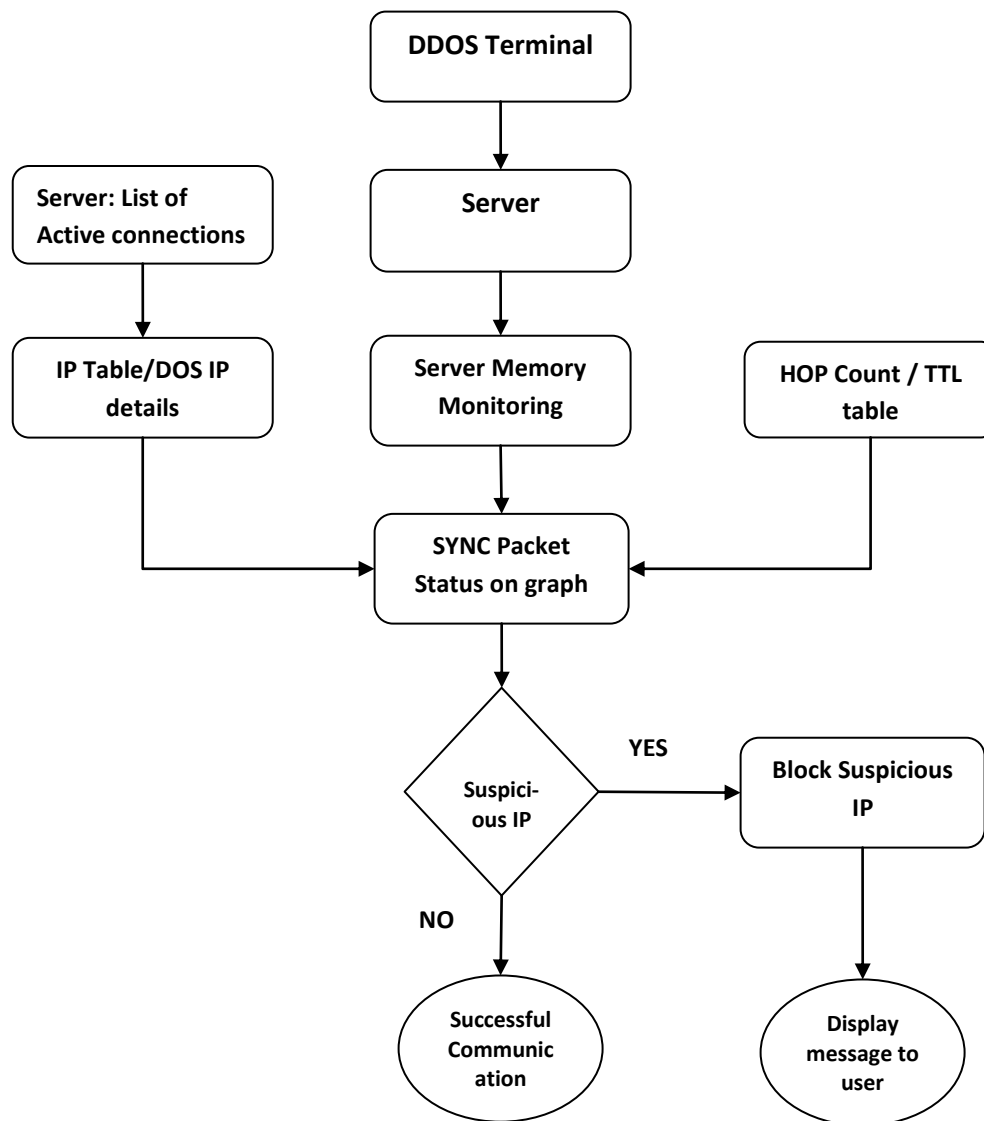 DDOS Terminal
Server: List of
Active connections
Server
IP Table/DOS IP
details
Server Memory
Monitoring
HOP Count / TTL
table
SYNC Packet
Status on graph
Suspici-
ous IP
YES
Block Suspicious
IP
NO
Successful
Communic
ation
Display
message to
user